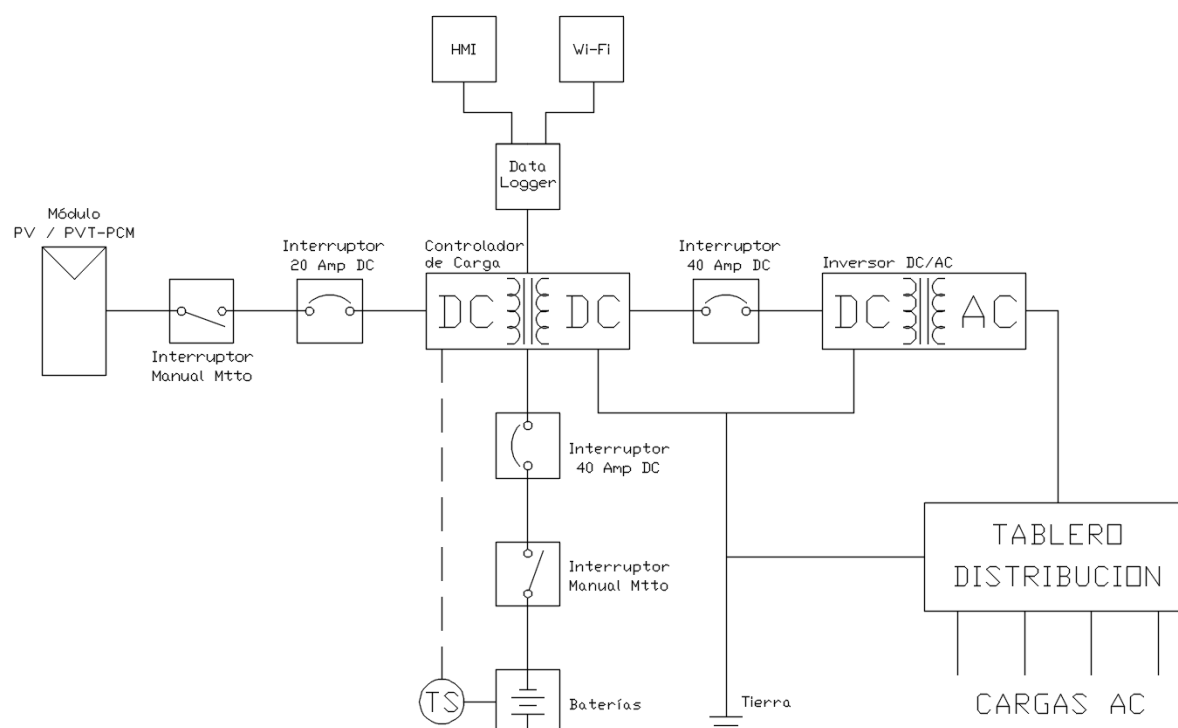 HMI
Wi-Fi
Data
Logger
Módulo
PV / PVT-PCM
Interruptor
20 Amp DC
Controlador
de Carga
Interruptor
40 Amp DC
Inversor DC/AC
DC
DC
DC
AC
Interruptor
Manual Mtto
Interruptor
40 Amp DC
Interruptor
Manual Mtto
TABLERO
DISTRIBUCION
TS
Baterías
Tierra
CARGAS AC